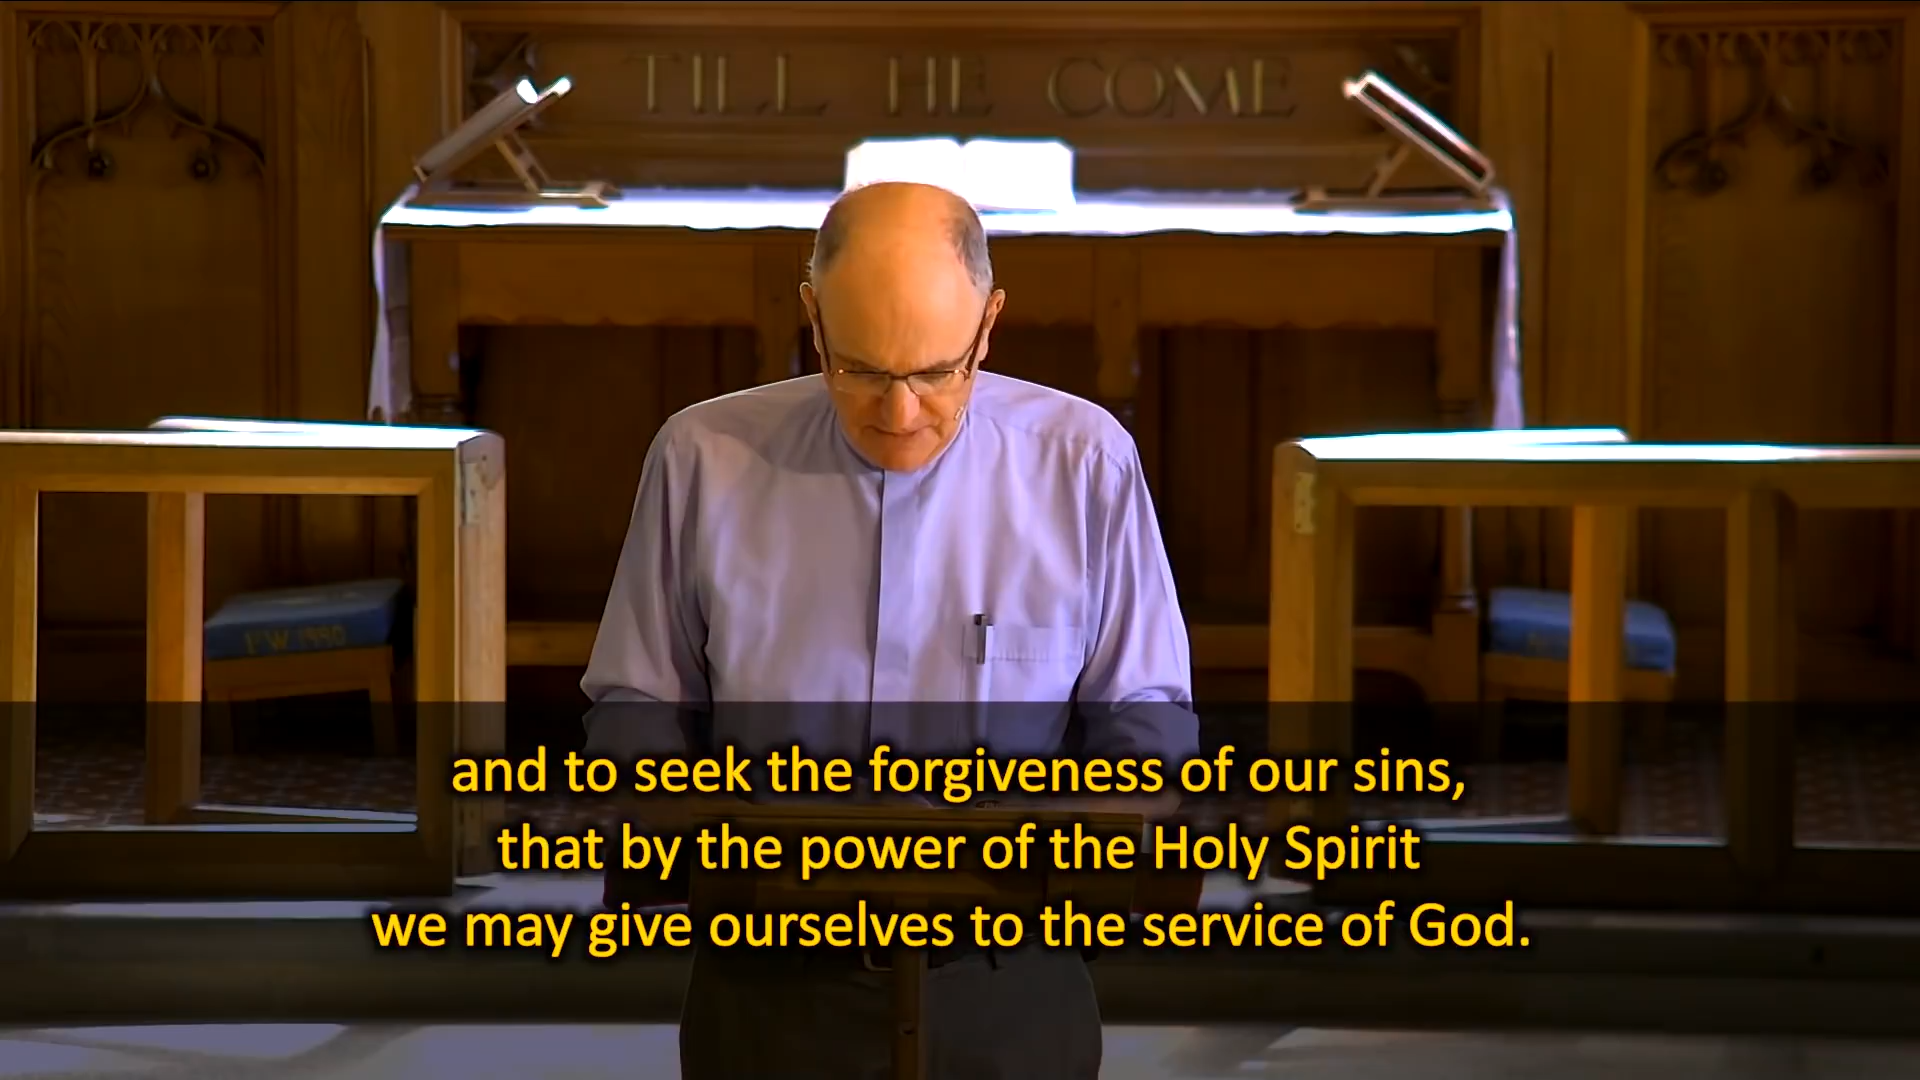 TILL HE COME
P.W. 1980
and to seek the forgiveness of our sins,
that by the power of the Holy Spirit
we may give ourselves to the service of God.